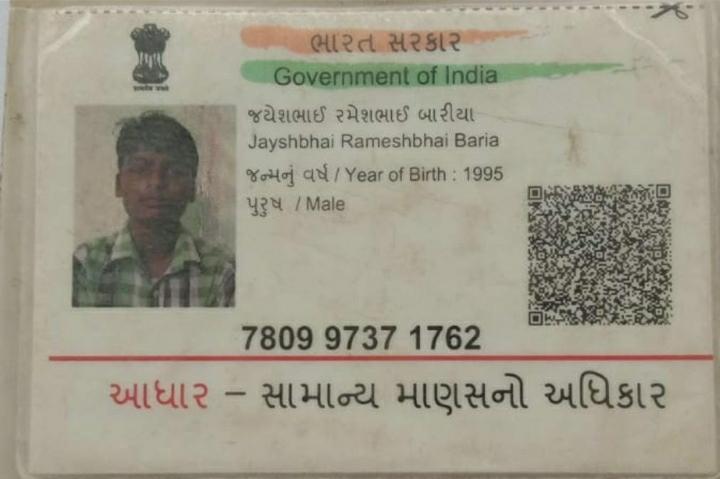 ભારત સરકાર
Government of India
જયેશભાઈ રમેશભાઈ બારીયા
Jayshbhai Rameshbhai Baria
જન્મનું વર્ષ / Year of Birth : 1995
પુરુષ / Male
7809 9737 1762
આધાર – સામાન્ય માણસનો અધિકાર